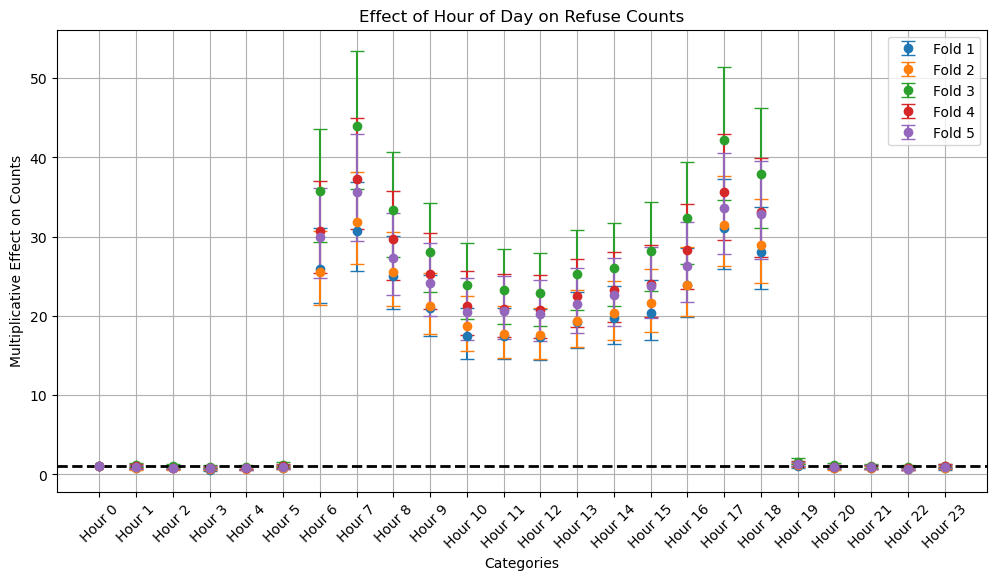 Effect of Hour of Day on Refuse Counts
Multiplicative Effect on Counts
50
40
30
20
10
0
Fold 1
Fold 2
Fold 3
Fold 4
Fold 5
Hour 0
Hour 1
Hour 2
Hour 3
Hour 4
Hour 5
Hour 6
Hour 7
Hour 8
Hour 9
Hour 10
Hour 11
Hour 12
Hour 13
Hour 14
Hour 15
Hour 16
Hour 17
Hour 18
Hour 19
Hour 20
Hour 21
Hour 22
Hour 23
Categories